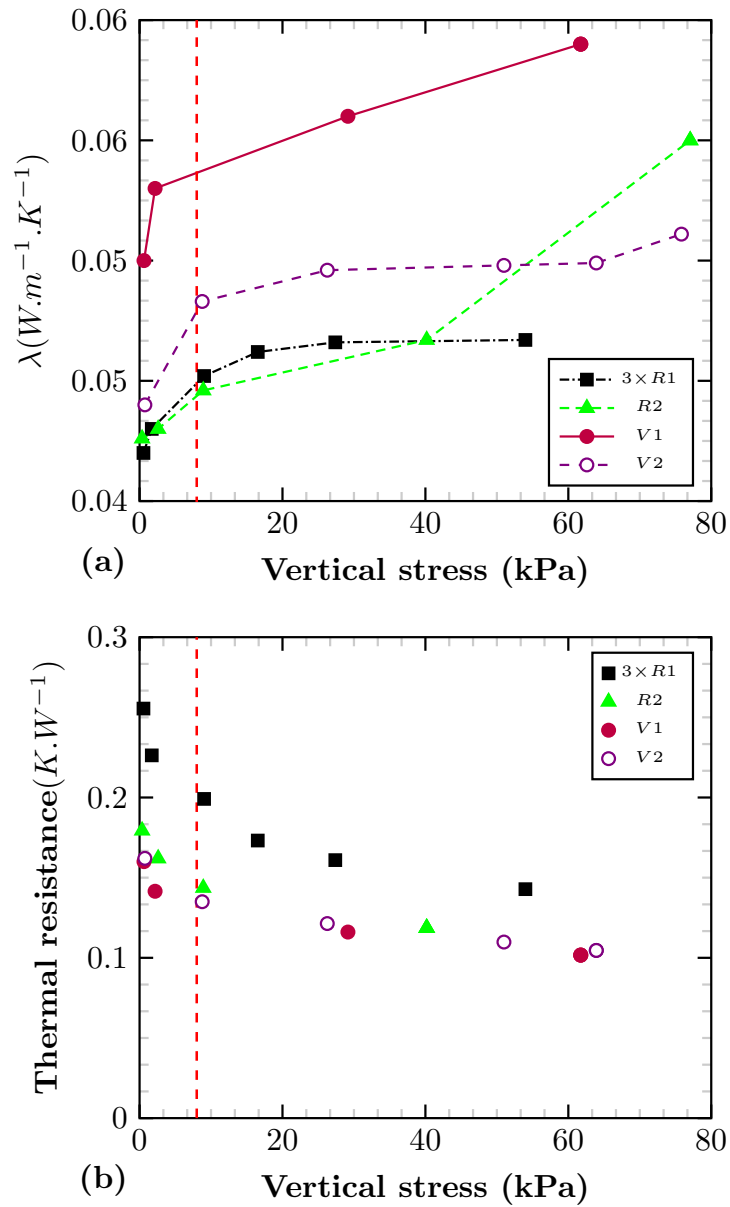 0.06
0.06
0.05
0.05
0.04
λ(W.m⁻¹.K⁻¹)
3×R1
R2
V1
V2
0 20 40 60 80
(a) Vertical stress (kPa)
0.3
0.2
0.1
0
Thermal resistance(K.W⁻¹)
3×R1
R2
V1
V2
0 20 40 60 80
(b) Vertical stress (kPa)